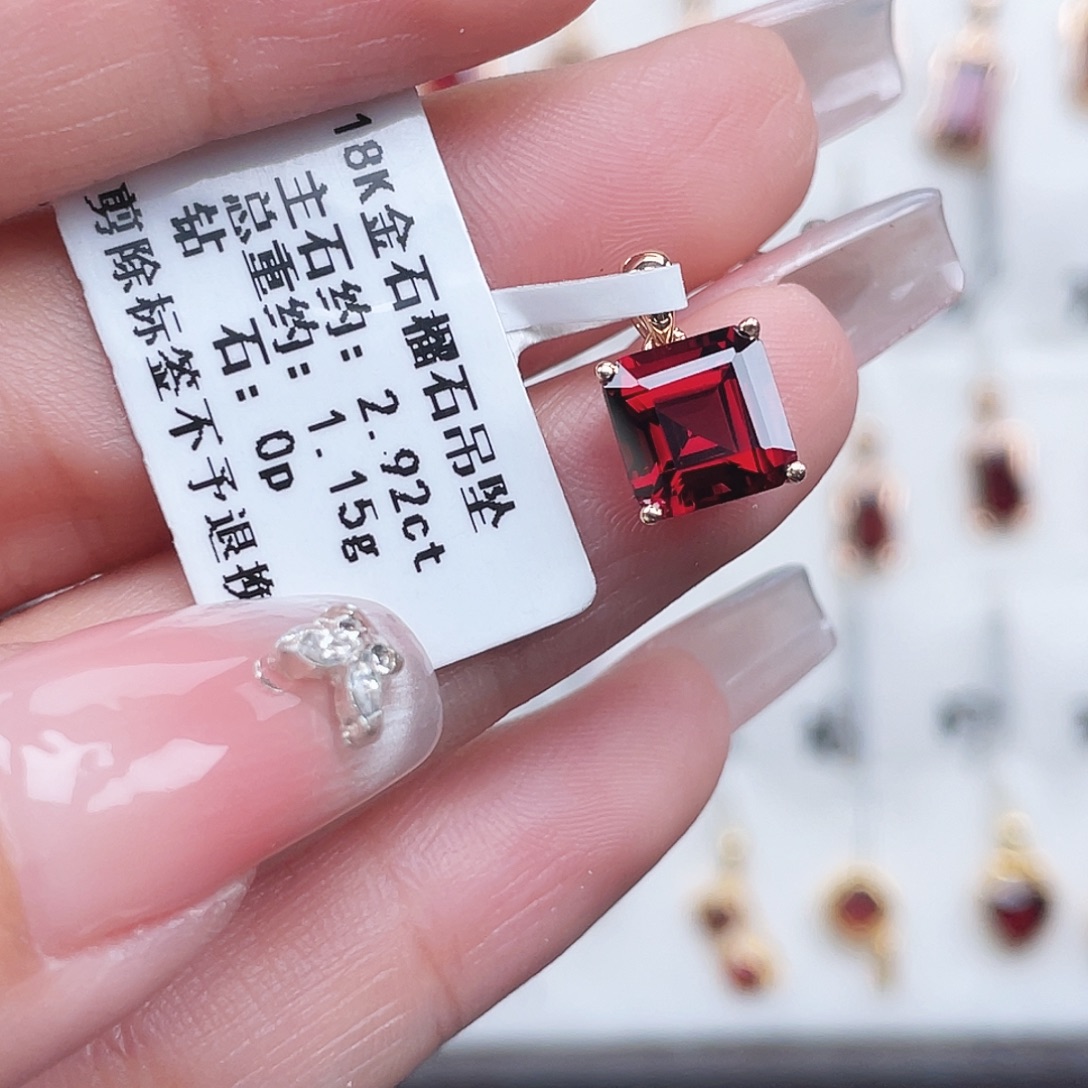 18K金石榴石吊坠
主石约: 2.92ct
总重约: 1.15g
钻 石: 0p
剪除标签不予退换